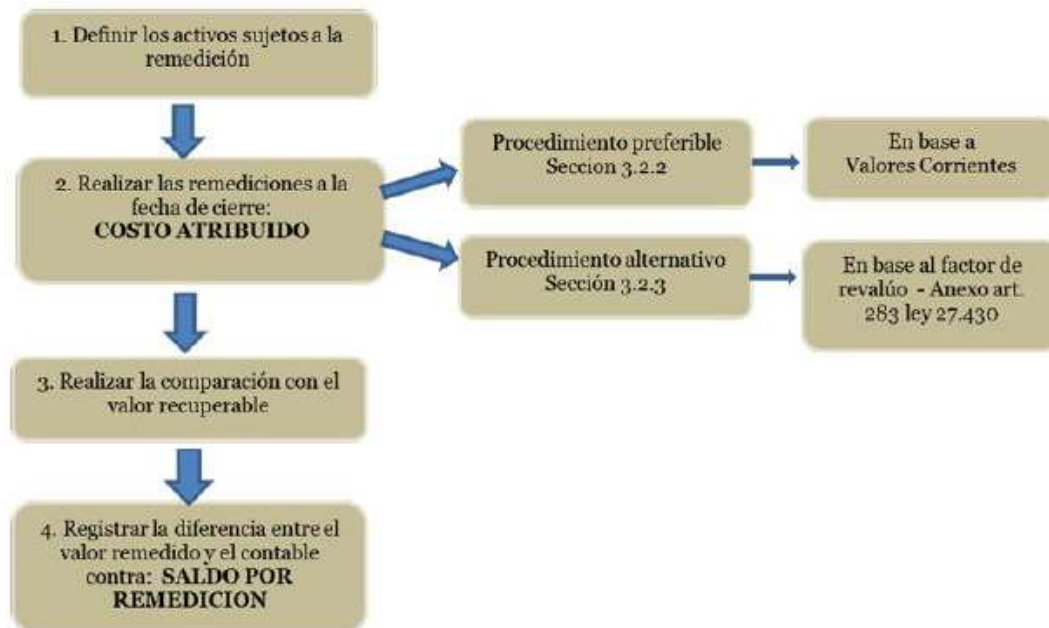 1. Definir los activos sujetos a la
remedición
2. Realizar las remediciones a la
fecha de cierre:
COSTO ATRIBUIDO
Procedimiento preferible
Seccion 3.2.2
En base a
Valores Corrientes
Procedimiento alternativo
Sección 3.2.3
En base al factor de
revalúo - Anexo art.
283 ley 27.430
3. Realizar la comparación con el
valor recuperable
4. Registrar la diferencia entre el
valor remedido y el contable
contra: SALDO POR
REMEDICION